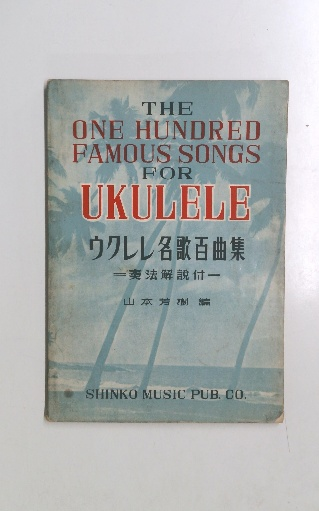 THE
ONE HUNDRED
FAMOUS SONGS
FOR
UKULELE
ウクレレ名歌百曲集
＝奏法解説付＝
山本芳樹 編
SHINKO MUSIC PUB. CO.